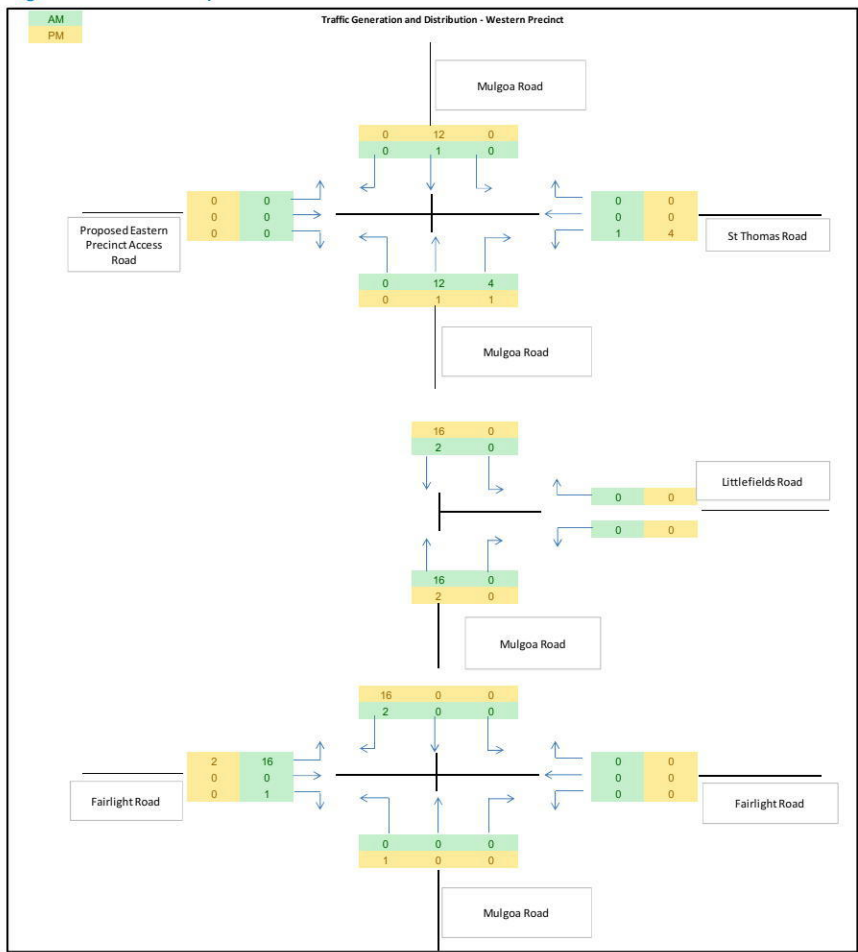 AM
Traffic Generation and Distribution - Western Precinct
PM
Mulgoa Road
0 12 0
0 1 0
0 0
0 0
0 0
0 0
0 0
1 4
Proposed Eastern
Precinct Access
Road
St Thomas Road
0 12 4
0 1 1
Mulgoa Road
16 0
2 0
Littlefields Road
0 0
0 0
16 0
2 0
Mulgoa Road
16 0 0
2 0 0
2 16
0 0
0 1
0 0
0 0
0 0
Fairlight Road
Fairlight Road
0 0 0
1 0 0
Mulgoa Road